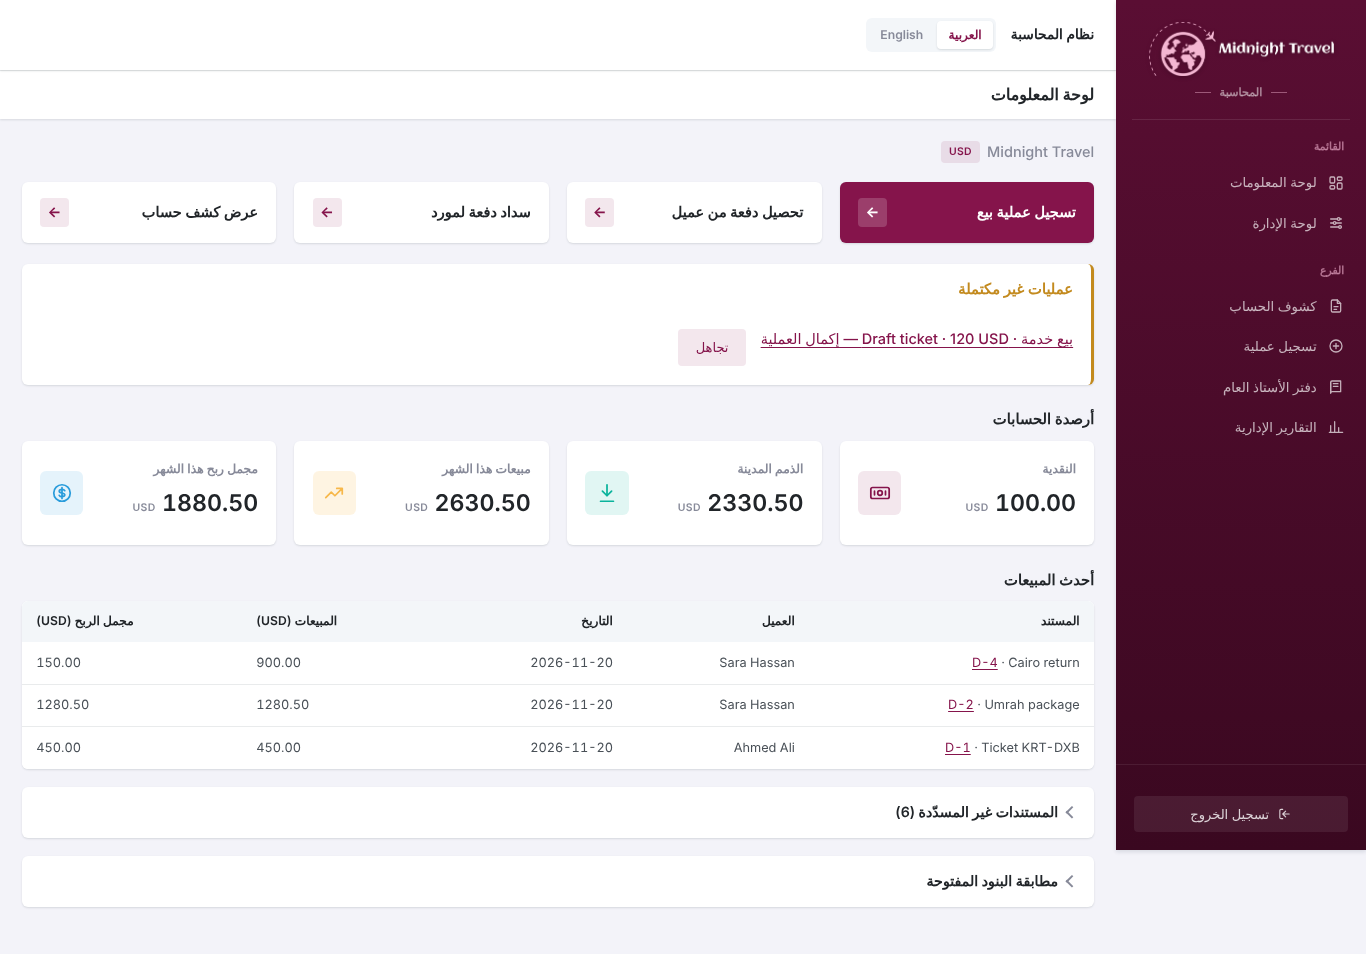 نظام المحاسبة
العربية
English
Midnight Travel
المحاسبة
لوحة المعلومات
القائمة
لوحة المعلومات
لوحة الإدارة
الفرع
كشوف الحساب
تسجيل عملية
دفتر الأستاذ العام
التقارير الإدارية
تسجيل الخروج
Midnight Travel USD
تسجيل عملية بيع
تحصيل دفعة من عميل
سداد دفعة لمورد
عرض كشف حساب
عمليات غير مكتملة
بيع خدمة · Draft ticket · 120 USD — إكمال العملية
تجاهل
أرصدة الحسابات
النقدية
100.00 USD
الذمم المدينة
2330.50 USD
مبيعات هذا الشهر
2630.50 USD
مجمل ربح هذا الشهر
1880.50 USD
أحدث المبيعات
المستند العميل التاريخ المبيعات (USD) مجمل الربح (USD)
D-4 · Cairo return Sara Hassan 2026-11-20 900.00 150.00
D-2 · Umrah package Sara Hassan 2026-11-20 1280.50 1280.50
D-1 · Ticket KRT-DXB Ahmed Ali 2026-11-20 450.00 450.00
المستندات غير المسدّدة (6)
مطابقة البنود المفتوحة